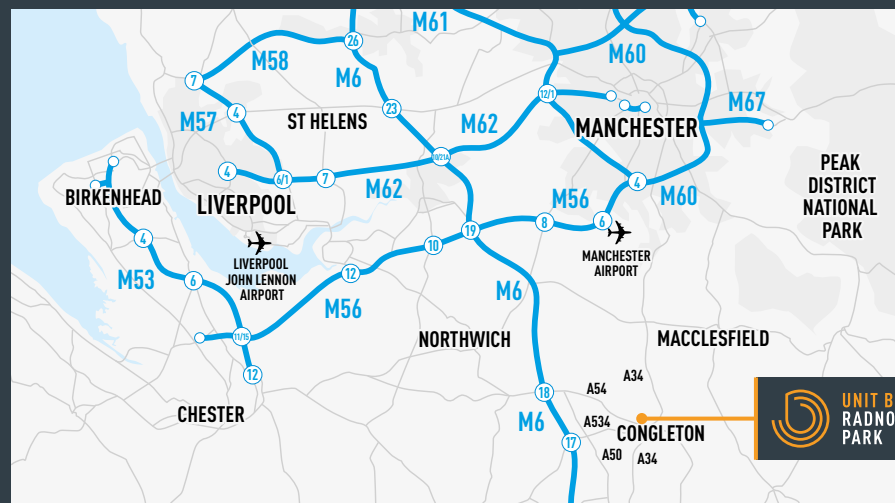 M61
M58
26
M60
M6
7
12/1
M67
4
23
M57
ST HELENS
M62
MANCHESTER
10/21A
PEAK
DISTRICT
NATIONAL
PARK
4
6/1
7
M62
4
M60
BIRKENHEAD
LIVERPOOL
M56
8
6
19
4
10
LIVERPOOL
JOHN LENNON
AIRPORT
MANCHESTER
AIRPORT
M53
6
12
M56
M6
11/15
NORTHWICH
MACCLESFIELD
12
A34
A54
18
CHESTER
M6
A534
CONGLETON
17
A50
A34
UNIT B
RADNO
PARK